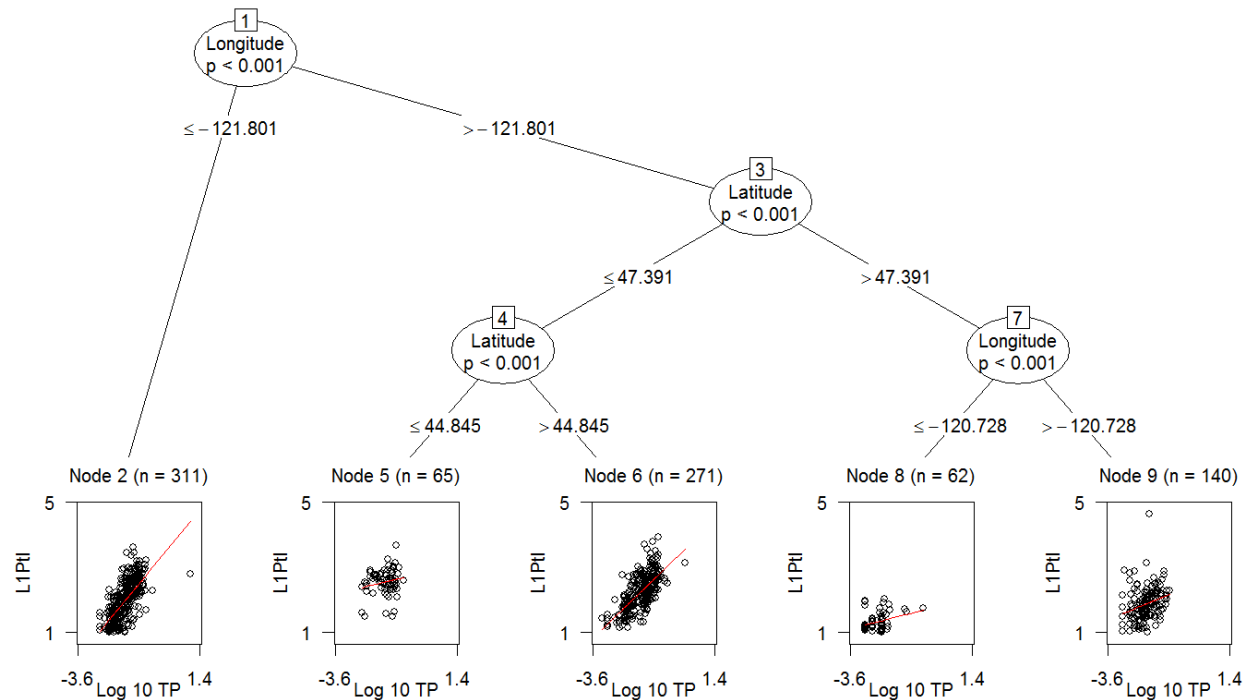 1
Longitude
p < 0.001
≤ −121.801
> −121.801
3
Latitude
p < 0.001
≤ 47.391
> 47.391
4
Latitude
p < 0.001
7
Longitude
p < 0.001
≤ 44.845
> 44.845
≤ −120.728
> −120.728
Node 2 (n = 311)
5
L1PtI
1
-3.6
Log 10 TP
1.4
Node 5 (n = 65)
5
L1PtI
1
-3.6
Log 10 TP
1.4
Node 6 (n = 271)
5
L1PtI
1
-3.6
Log 10 TP
1.4
Node 8 (n = 62)
5
L1PtI
1
-3.6
Log 10 TP
1.4
Node 9 (n = 140)
5
L1PtI
1
-3.6
Log 10 TP
1.4